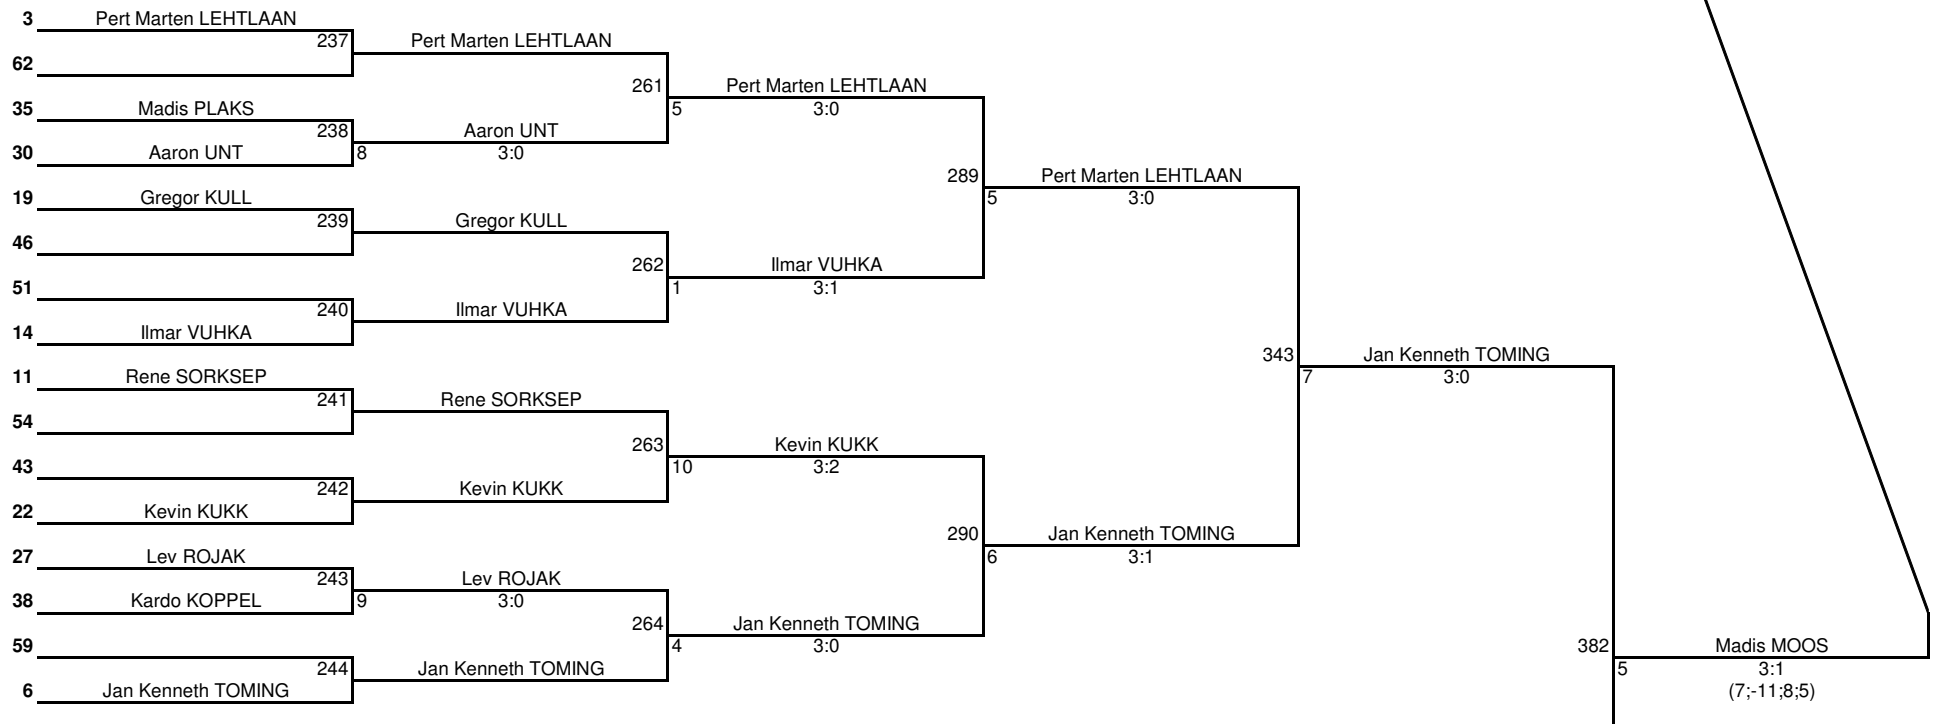 3 Pert Marten LEHTLAAN
237 Pert Marten LEHTLAAN
62
261 Pert Marten LEHTLAAN
35 Madis PLAKS
5 3:0
238 Aaron UNT
30 Aaron UNT 8 3:0
289 Pert Marten LEHTLAAN
19 Gregor KULL
5 3:0
239 Gregor KULL
46
262 Ilmar VUHKA
51
1 3:1
240 Ilmar VUHKA
14 Ilmar VUHKA
343 Jan Kenneth TOMING
11 Rene SORKSEP
7 3:0
241 Rene SORKSEP
54
263 Kevin KUKK
43
10 3:2
242 Kevin KUKK
22 Kevin KUKK
290 Jan Kenneth TOMING
27 Lev ROJAK
6 3:1
243 Lev ROJAK
38 Kardo KOPPEL 9 3:0
264 Jan Kenneth TOMING
59
4 3:0
382 Madis MOOS
244 Jan Kenneth TOMING
5 3:1
6 Jan Kenneth TOMING
(7;-11;8;5)